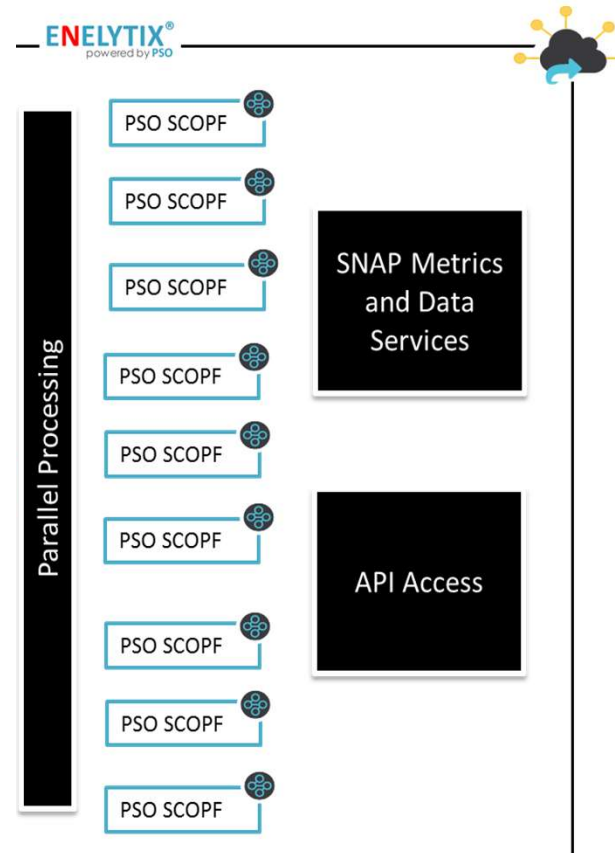 ENELYTIX®
powered by PSO
Parallel Processing
PSO SCOPF
PSO SCOPF
PSO SCOPF
PSO SCOPF
PSO SCOPF
PSO SCOPF
PSO SCOPF
PSO SCOPF
PSO SCOPF
SNAP Metrics
and Data
Services
API Access